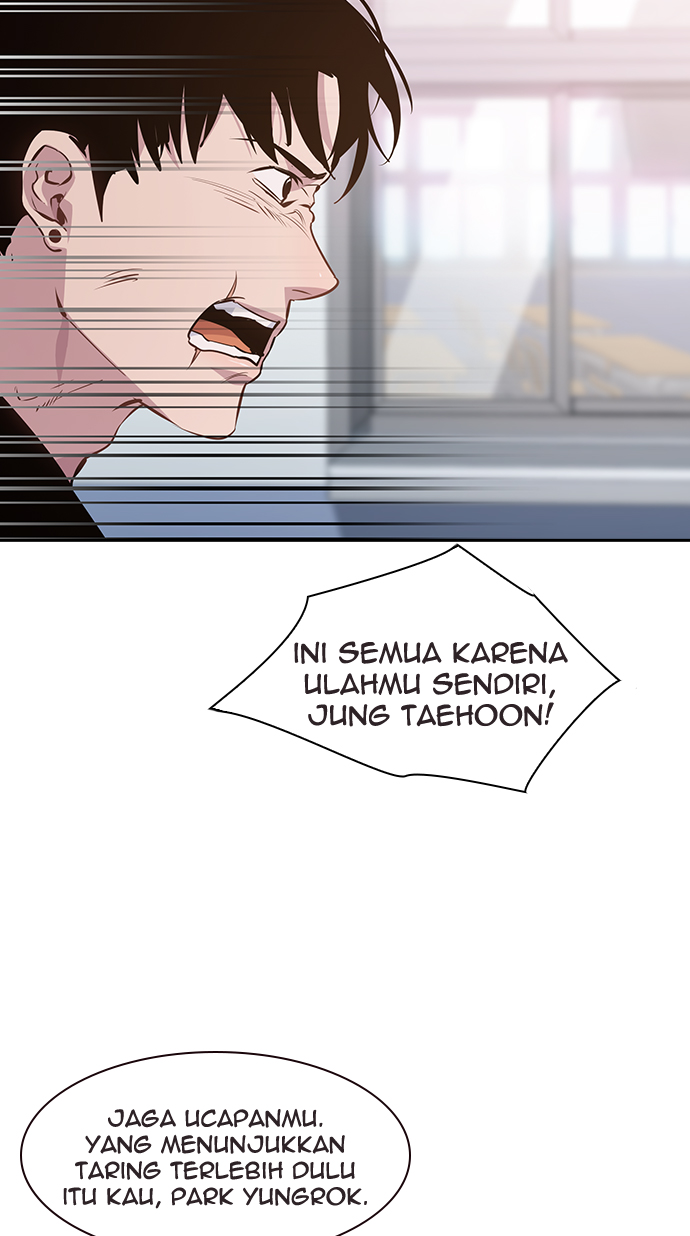 INI SEMUA KARENA
ULAHMU SENDIRI,
JUNG TAEHOON!
JAGA UCAPANMU.
YANG MENUNJUKKAN
TARING TERLEBIH DULU
ITU KAU, PARK YUNGROK.